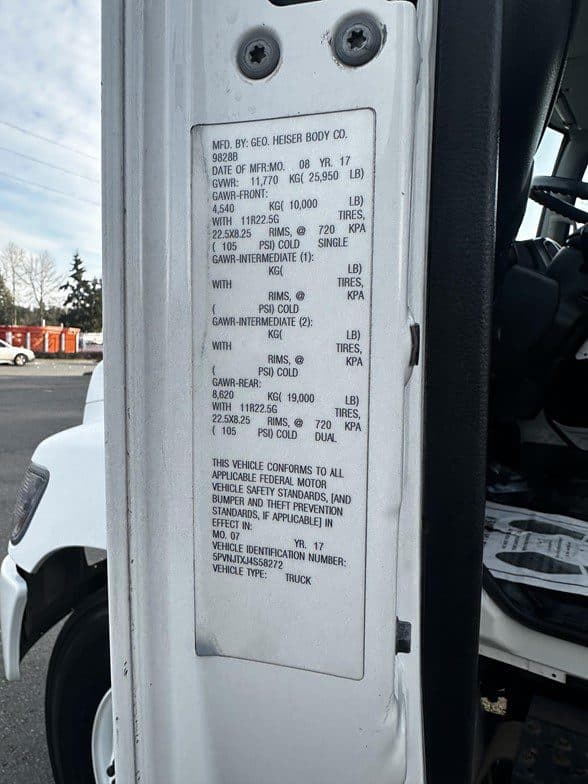 MFD. BY: GEO. HEISER BODY CO.
9828B
DATE OF MFR:MO. 08 YR. 17
GVWR: 11,770 KG( 25,950 LB)
GAWR-FRONT:
4,540 KG( 10,000 LB)
WITH 11R22.5G TIRES,
22.5X8.25 RIMS, @ 720 KPA
( 105 PSI) COLD SINGLE
GAWR-INTERMEDIATE (1):
KG( LB)
WITH TIRES,
RIMS, @ KPA
( PSI) COLD
GAWR-INTERMEDIATE (2):
KG( LB)
WITH TIRES,
RIMS, @ KPA
( PSI) COLD
GAWR-REAR:
8,620 KG( 19,000 LB)
WITH 11R22.5G TIRES,
22.5X8.25 RIMS, @ 720 KPA
( 105 PSI) COLD DUAL
THIS VEHICLE CONFORMS TO ALL
APPLICABLE FEDERAL MOTOR
VEHICLE SAFETY STANDARDS, [AND
BUMPER AND THEFT PREVENTION
STANDARDS, IF APPLICABLE] IN
EFFECT IN:
MO. 07 YR. 17
VEHICLE IDENTIFICATION NUMBER:
5PVNJTXJ4S58272
VEHICLE TYPE: TRUCK